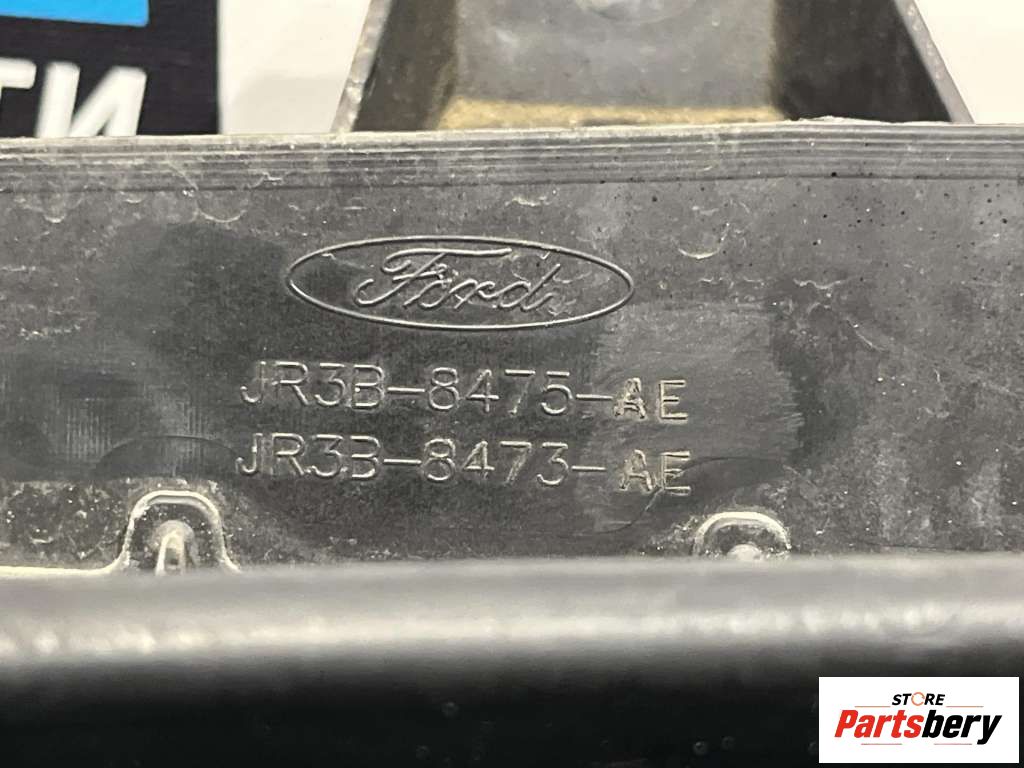 ТИ
Ford
JR3B-8475-AE
JR3B-8473-AE
STORE
Partsbery